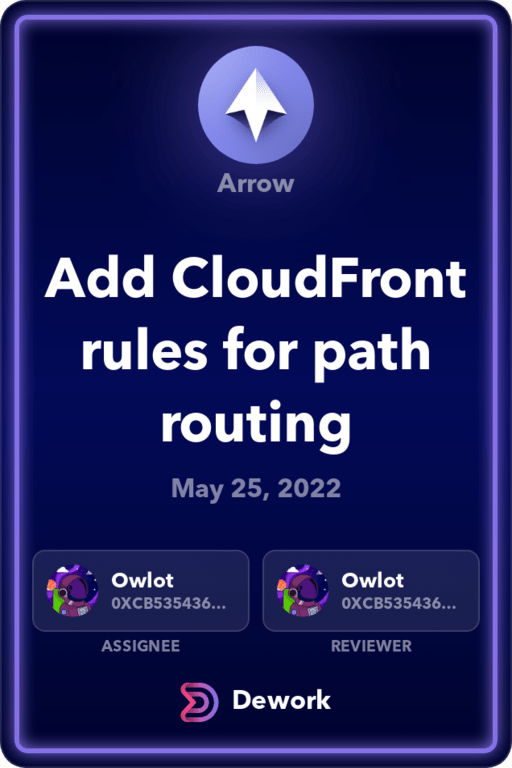 Arrow
Add CloudFront
rules for path
routing
May 25, 2022
Owlot
0XCB535436...
ASSIGNEE
Owlot
0XCB535436...
REVIEWER
Dework